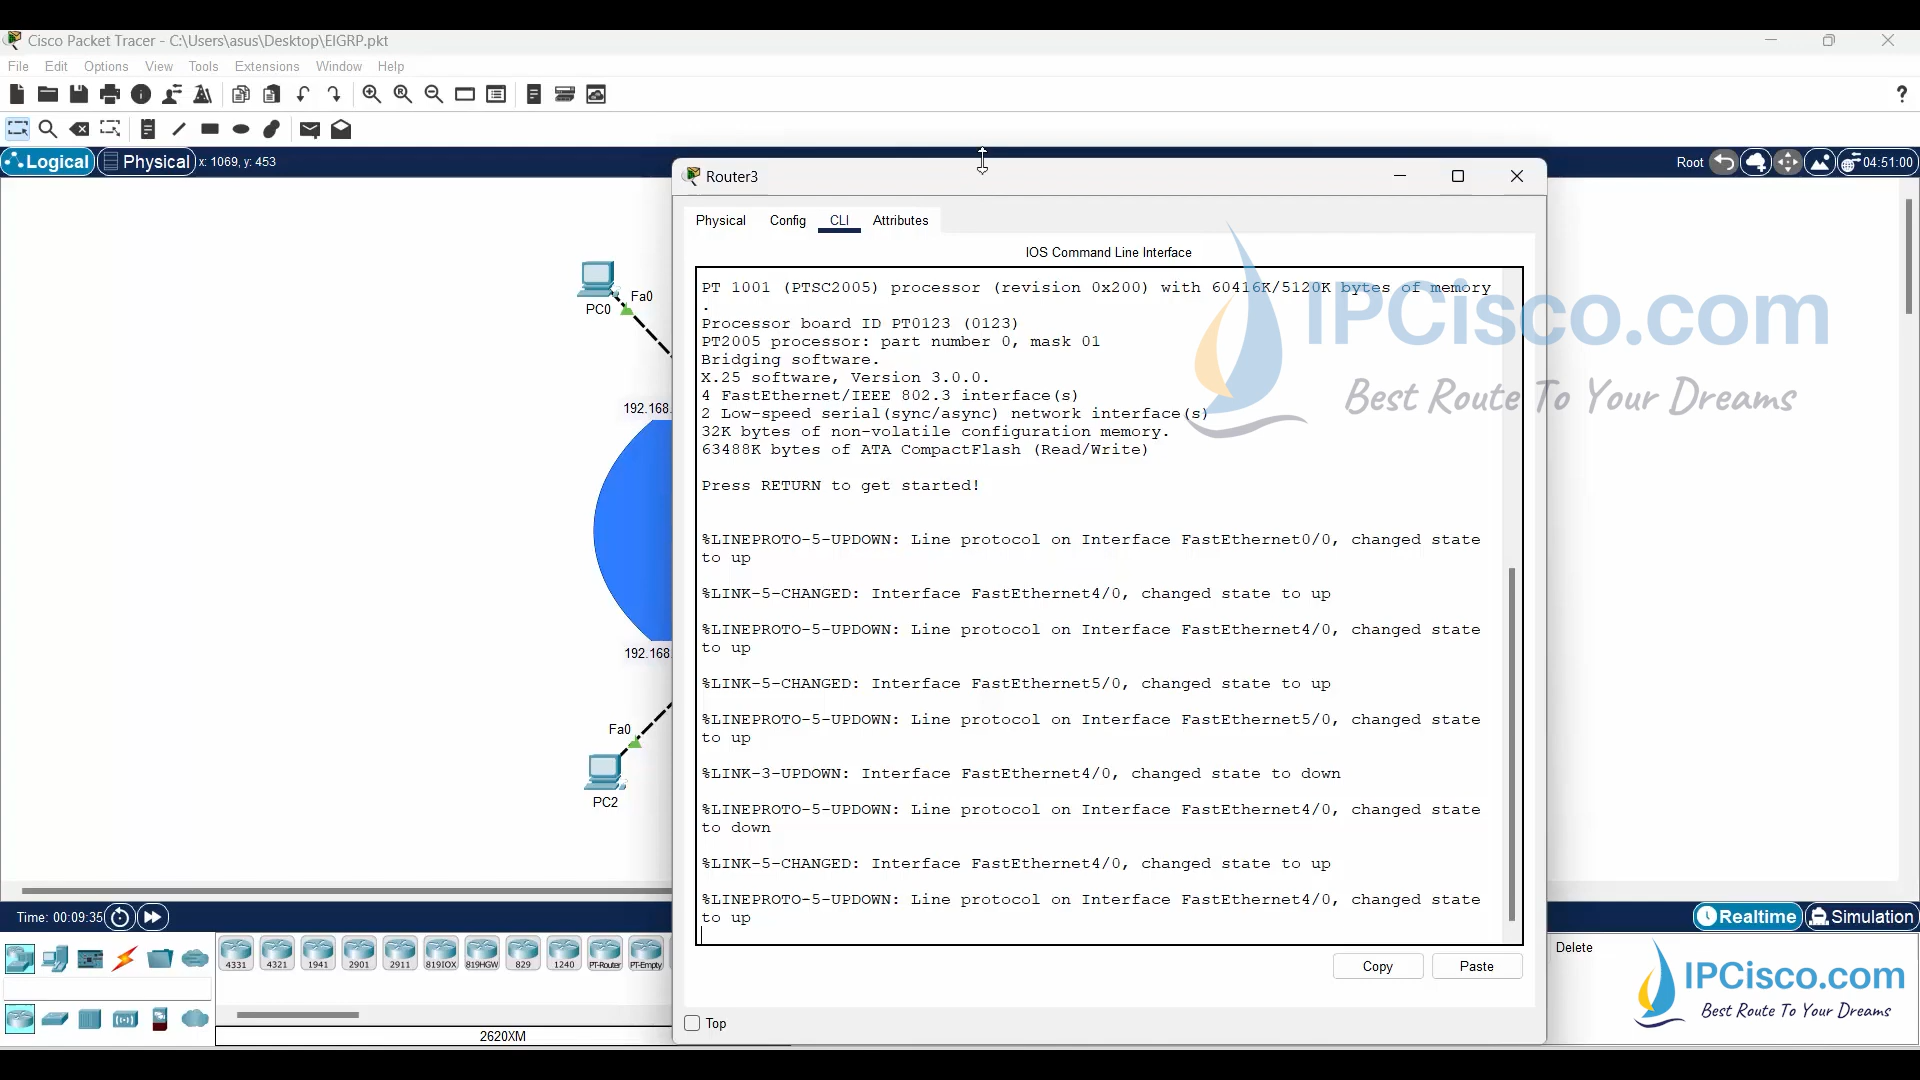 Cisco Packet Tracer - C:\Users\asus\Desktop\EIGRP.pkt
File Edit Options View Tools Extensions Window Help
?
Logical Physical x: 1069, y: 453 Root 04:51:00
Router3
Physical Config CLI Attributes
IOS Command Line Interface
PT 1001 (PTSC2005) processor (revision 0x200) with 60416K/5120K bytes of memory
.
Processor board ID PT0123 (0123)
PT2005 processor: part number 0, mask 01
Bridging software.
X.25 software, Version 3.0.0.
4 FastEthernet/IEEE 802.3 interface(s)
2 Low-speed serial(sync/async) network interface(s)
32K bytes of non-volatile configuration memory.
63488K bytes of ATA CompactFlash (Read/Write)
Press RETURN to get started!
%LINEPROTO-5-UPDOWN: Line protocol on Interface FastEthernet0/0, changed state
to up
%LINK-5-CHANGED: Interface FastEthernet4/0, changed state to up
%LINEPROTO-5-UPDOWN: Line protocol on Interface FastEthernet4/0, changed state
to up
%LINK-5-CHANGED: Interface FastEthernet5/0, changed state to up
%LINEPROTO-5-UPDOWN: Line protocol on Interface FastEthernet5/0, changed state
to up
%LINK-3-UPDOWN: Interface FastEthernet4/0, changed state to down
%LINEPROTO-5-UPDOWN: Line protocol on Interface FastEthernet4/0, changed state
to down
%LINK-5-CHANGED: Interface FastEthernet4/0, changed state to up
%LINEPROTO-5-UPDOWN: Line protocol on Interface FastEthernet4/0, changed state
to up
Copy Paste
Top
IPCisco.com
Best Route To Your Dreams
Fa0
PC0
192.168.
192.168
Fa0
PC2
Time: 00:09:35 Realtime Simulation
4331 4321 1941 2901 2911 819IOX 819HGW 829 1240 PT-Router PT-Empty
2620XM
Delete
IPCisco.com
Best Route To Your Dreams